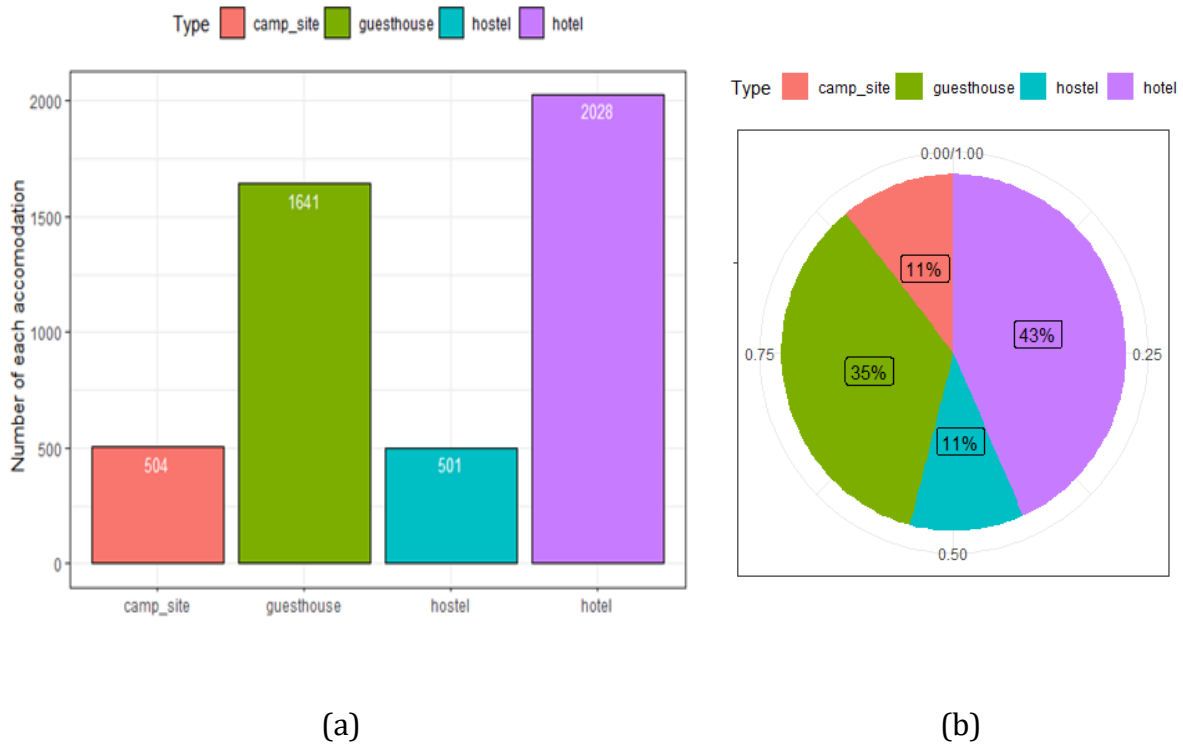 Type camp_site guesthouse hostel hotel
Number of each accomodation
2000
1500
1000
500
0
504
1641
501
2028
camp_site guesthouse hostel hotel
(a)
Type camp_site guesthouse hostel hotel
0.00/1.00
0.25
0.50
0.75
11%
43%
35%
11%
(b)